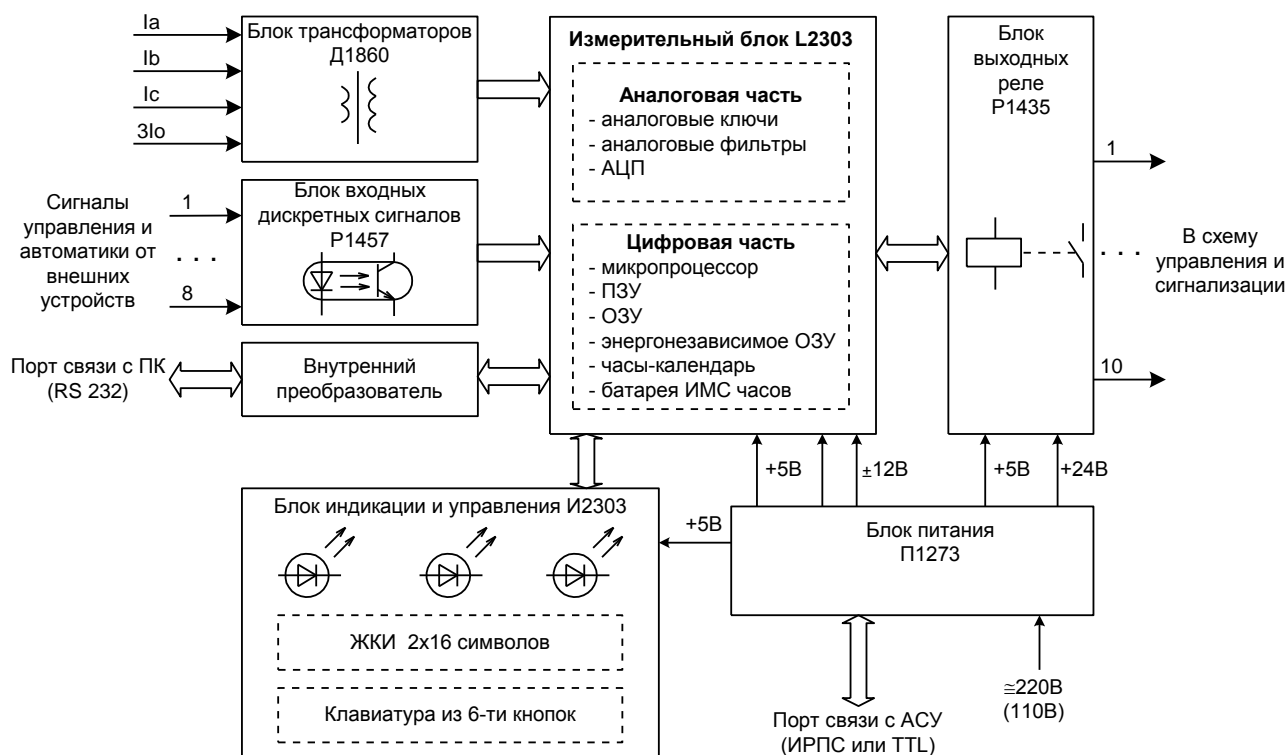 Ia
Ib
Ic
3Io
Блок трансформаторов
Д1860
Измерительный блок L2303
Аналоговая часть
- аналоговые ключи
- аналоговые фильтры
- АЦП
Цифровая часть
- микропроцессор
- ПЗУ
- ОЗУ
- энергонезависимое ОЗУ
- часы-календарь
- батарея ИМС часов
Блок
выходных
реле
Р1435
1
. . .
10
В схему
управления и
сигнализации
Сигналы
управления и
автоматики от
внешних
устройств
1
. . .
8
Блок входных
дискретных сигналов
Р1457
Порт связи с ПК
(RS 232)
Внутренний
преобразователь
+5В
±12В
+5В
+24В
Блок индикации и управления И2303
ЖКИ 2х16 символов
Клавиатура из 6-ти кнопок
+5В
Блок питания
П1273
Порт связи с АСУ
(ИРПС или TTL)
≅220В
(110В)